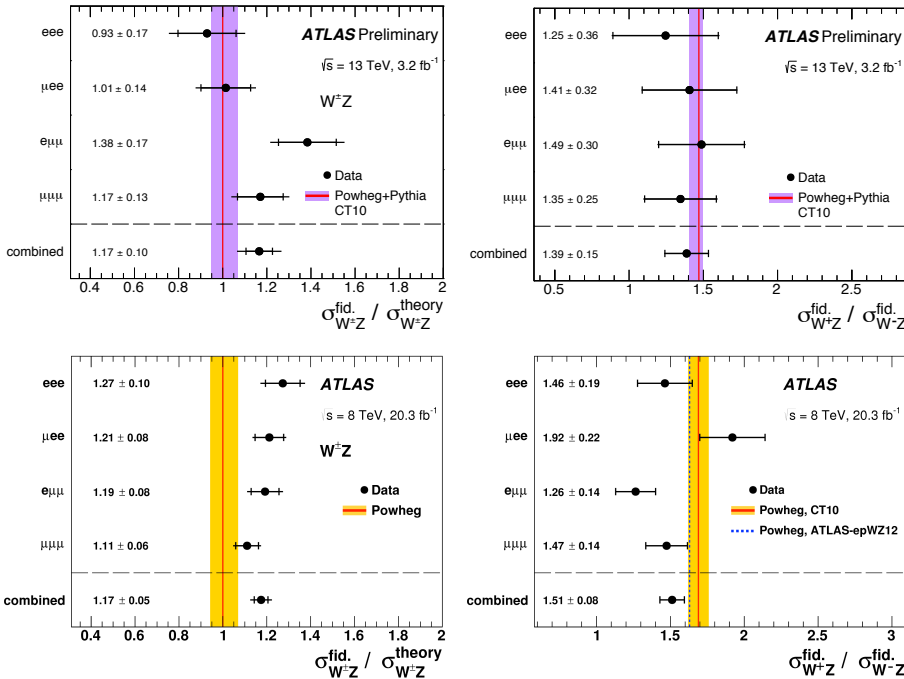 eee 0.93 ± 0.17 ATLAS Preliminary
√s = 13 TeV, 3.2 fb⁻¹
μee 1.01 ± 0.14 W±Z
eμμ 1.38 ± 0.17
Data
μμμ 1.17 ± 0.13 Powheg+Pythia
CT10
combined 1.17 ± 0.10
0.4 0.6 0.8 1 1.2 1.4 1.6 1.8 2
σ^fid._W±Z / σ^theory_W±Z
eee 1.25 ± 0.36 ATLAS Preliminary
√s = 13 TeV, 3.2 fb⁻¹
μee 1.41 ± 0.32
eμμ 1.49 ± 0.30
Data
μμμ 1.35 ± 0.25 Powheg+Pythia
CT10
combined 1.39 ± 0.15
0.5 1 1.5 2 2.5
σ^fid._W+Z / σ^fid._W-Z
eee 1.27 ± 0.10 ATLAS
√s = 8 TeV, 20.3 fb⁻¹
μee 1.21 ± 0.08 W±Z
eμμ 1.19 ± 0.08 Data
Powheg
μμμ 1.11 ± 0.06
combined 1.17 ± 0.05
0.4 0.6 0.8 1 1.2 1.4 1.6 1.8 2
σ^fid._W±Z / σ^theory_W±Z
eee 1.46 ± 0.19 ATLAS
√s = 8 TeV, 20.3 fb⁻¹
μee 1.92 ± 0.22
eμμ 1.26 ± 0.14 Data
Powheg, CT10
Powheg, ATLAS-epWZ12
μμμ 1.47 ± 0.14
combined 1.51 ± 0.08
1 1.5 2 2.5 3
σ^fid._W+Z / σ^fid._W-Z